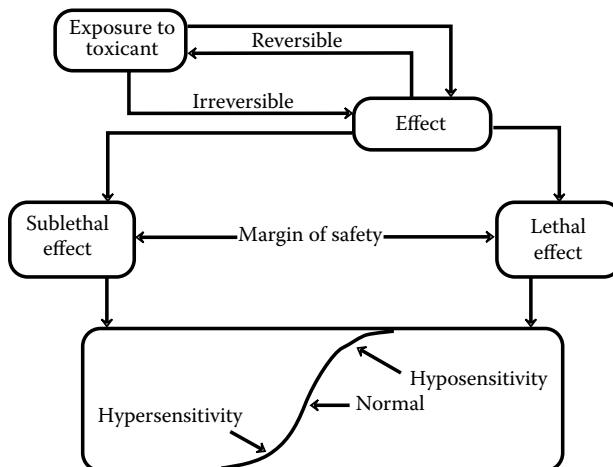 Exposure to
toxicant
Reversible
Irreversible
Effect
Sublethal
effect
Margin of safety
Lethal
effect
Hyposensitivity
Normal
Hypersensitivity